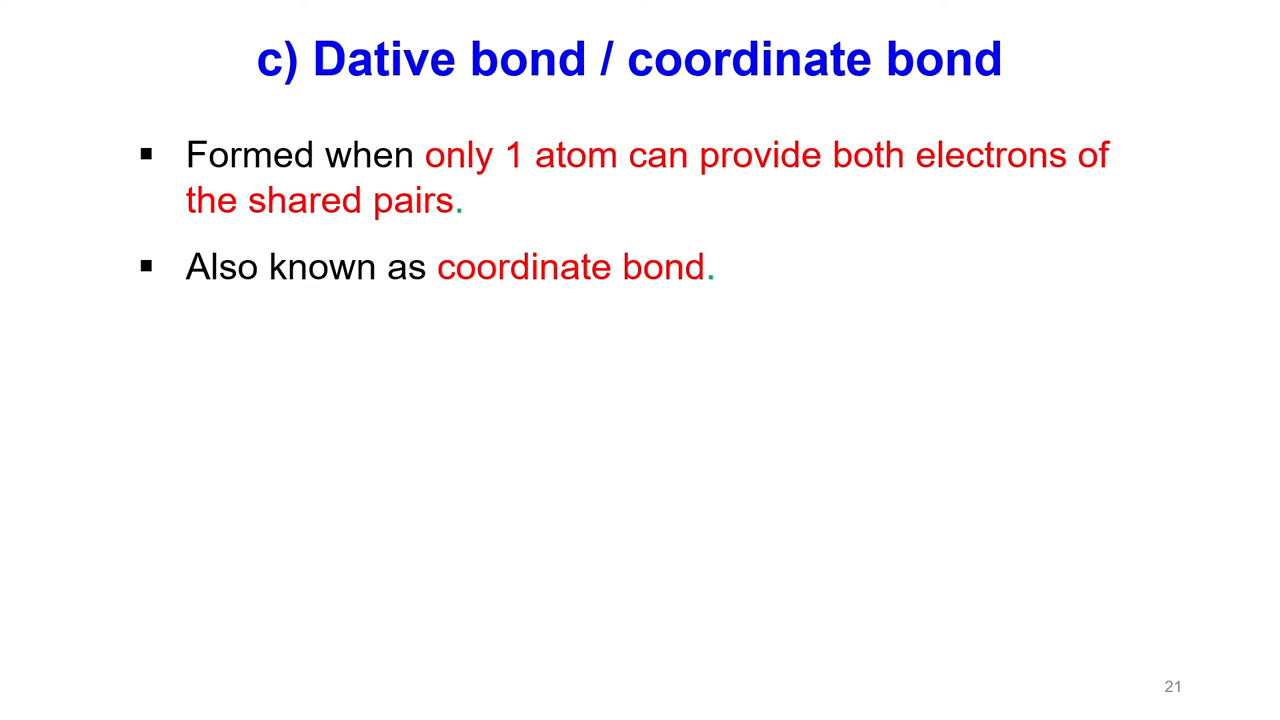 c) Dative bond / coordinate bond
▪ Formed when only 1 atom can provide both electrons of
the shared pairs.
▪ Also known as coordinate bond.
21